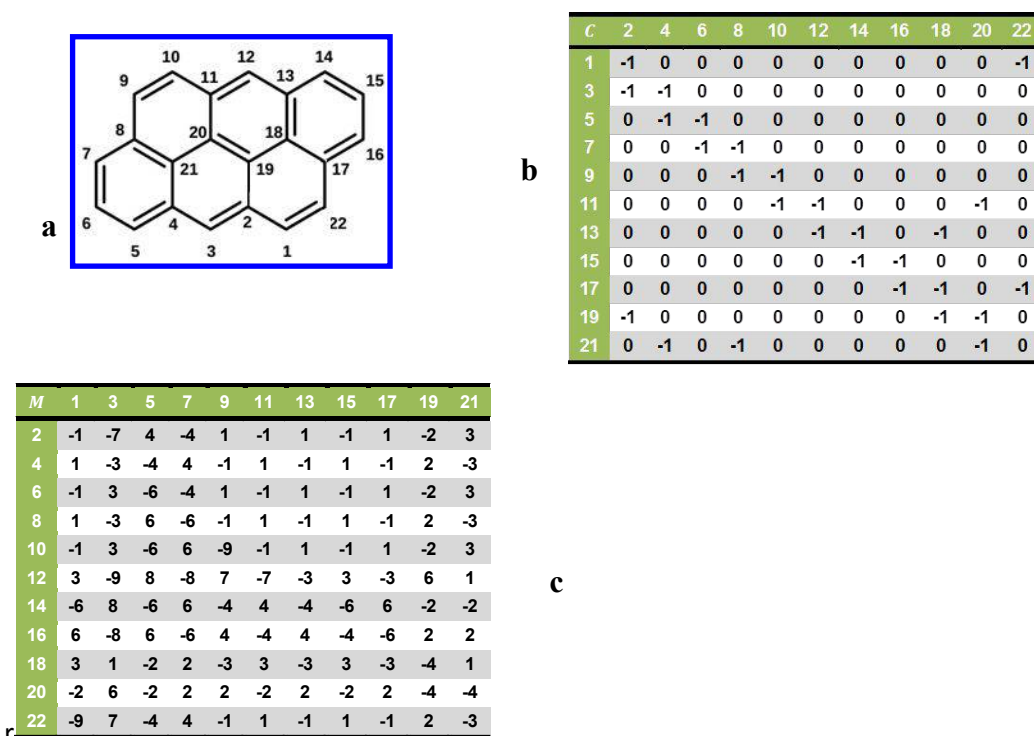 10 12 14
9 11 13 15
8 20 18
7 21 19 17 16
a 6 4 2 22
5 3 1
b
C 2 4 6 8 10 12 14 16 18 20 22
1 -1 0 0 0 0 0 0 0 0 0 -1
3 -1 -1 0 0 0 0 0 0 0 0 0
5 0 -1 -1 0 0 0 0 0 0 0 0
7 0 0 -1 -1 0 0 0 0 0 0 0
9 0 0 0 -1 -1 0 0 0 0 0 0
11 0 0 0 0 -1 -1 0 0 0 -1 0
13 0 0 0 0 0 -1 -1 0 -1 0 0
15 0 0 0 0 0 0 -1 -1 0 0 0
17 0 0 0 0 0 0 0 -1 -1 0 -1
19 -1 0 0 0 0 0 0 0 -1 -1 0
21 0 -1 0 -1 0 0 0 0 0 -1 0
M 1 3 5 7 9 11 13 15 17 19 21
2 -1 -7 4 -4 1 -1 1 -1 1 -2 3
4 1 -3 -4 4 -1 1 -1 1 -1 2 -3
6 -1 3 -6 -4 1 -1 1 -1 1 -2 3
8 1 -3 6 -6 -1 1 -1 1 -1 2 -3
10 -1 3 -6 6 -9 -1 1 -1 1 -2 3
12 3 -9 8 -8 7 -7 -3 3 -3 6 1
14 -6 8 -6 6 -4 4 -4 -6 6 -2 -2
16 6 -8 6 -6 4 -4 4 -4 -6 2 2
18 3 1 -2 2 -3 3 -3 3 -3 -4 1
20 -2 6 -2 2 2 -2 2 -2 2 -4 -4
22 -9 7 -4 4 -1 1 -1 1 -1 2 -3
c
r